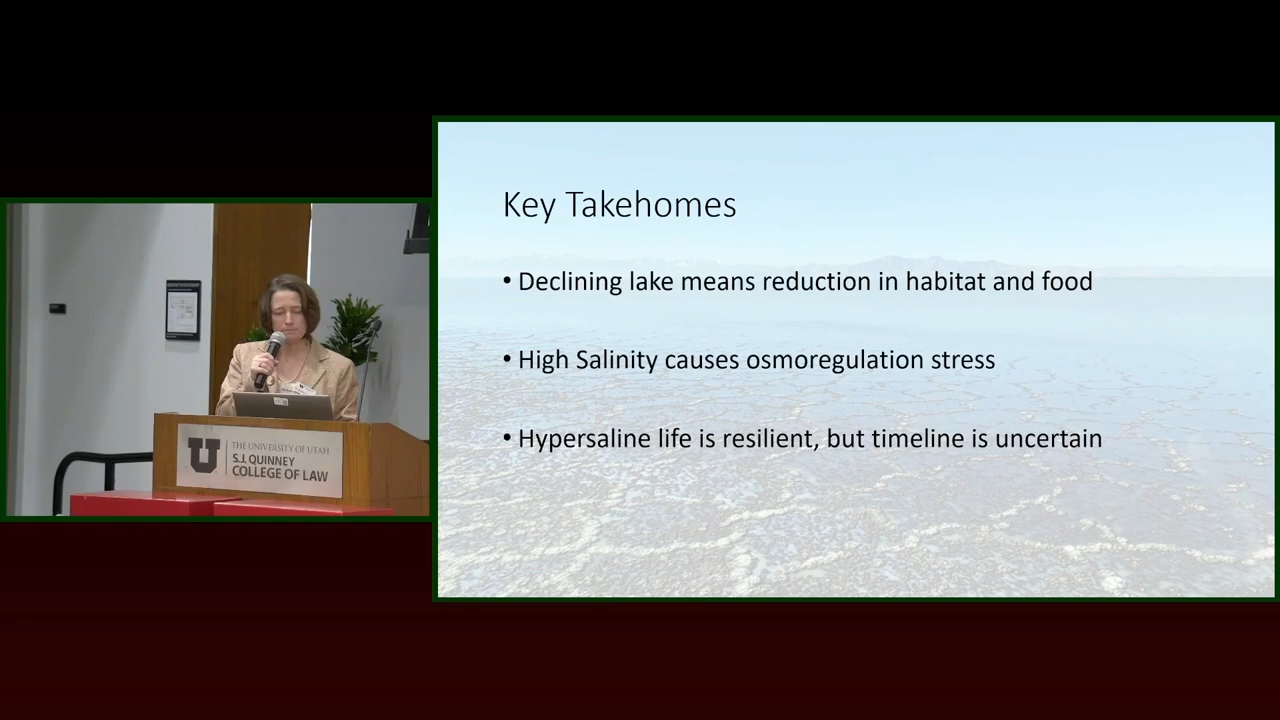 Key Takehomes
• Declining lake means reduction in habitat and food
• High Salinity causes osmoregulation stress
• Hypersaline life is resilient, but timeline is uncertain
U
THE UNIVERSITY OF UTAH
S.J. QUINNEY
COLLEGE OF LAW